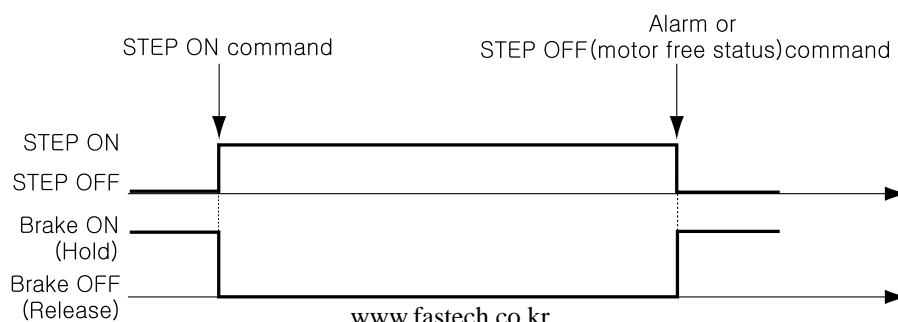 Alarm or
STEP ON command
STEP OFF(motor free status)command
STEP ON
STEP OFF
Brake ON
(Hold)
Brake OFF
(Release)
www.fastech.co.kr